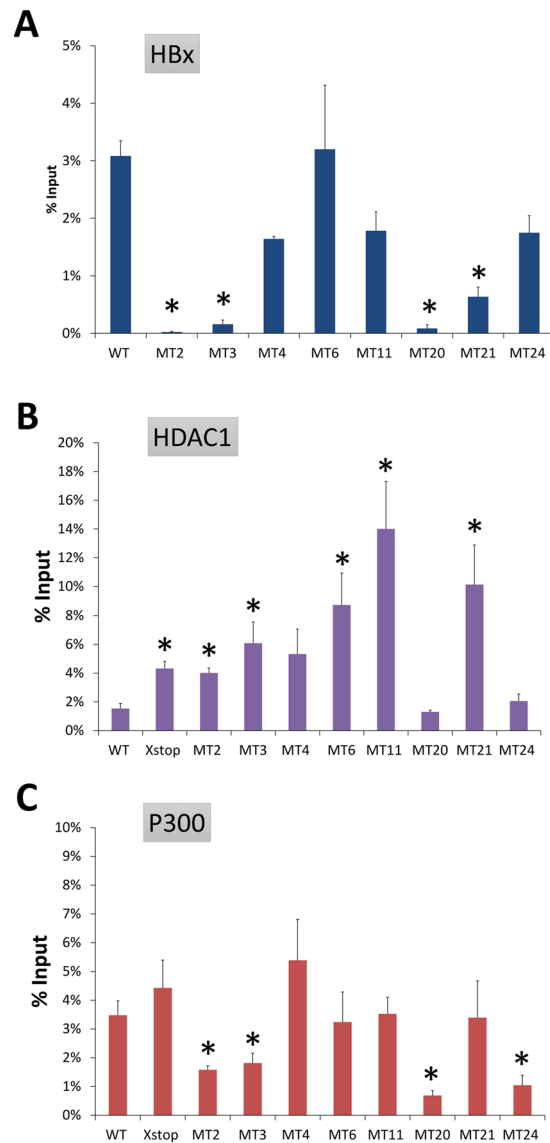 A
HBx
5%
4%
3%
2%
1%
0%
% Input
* * * *
WT MT2 MT3 MT4 MT6 MT11 MT20 MT21 MT24
B
HDAC1
20%
18%
16%
14%
12%
10%
8%
6%
4%
2%
0%
% Input
* * * * * *
WT Xstop MT2 MT3 MT4 MT6 MT11 MT20 MT21 MT24
C
P300
10%
9%
8%
7%
6%
5%
4%
3%
2%
1%
0%
% Input
* * * *
WT Xstop MT2 MT3 MT4 MT6 MT11 MT20 MT21 MT24